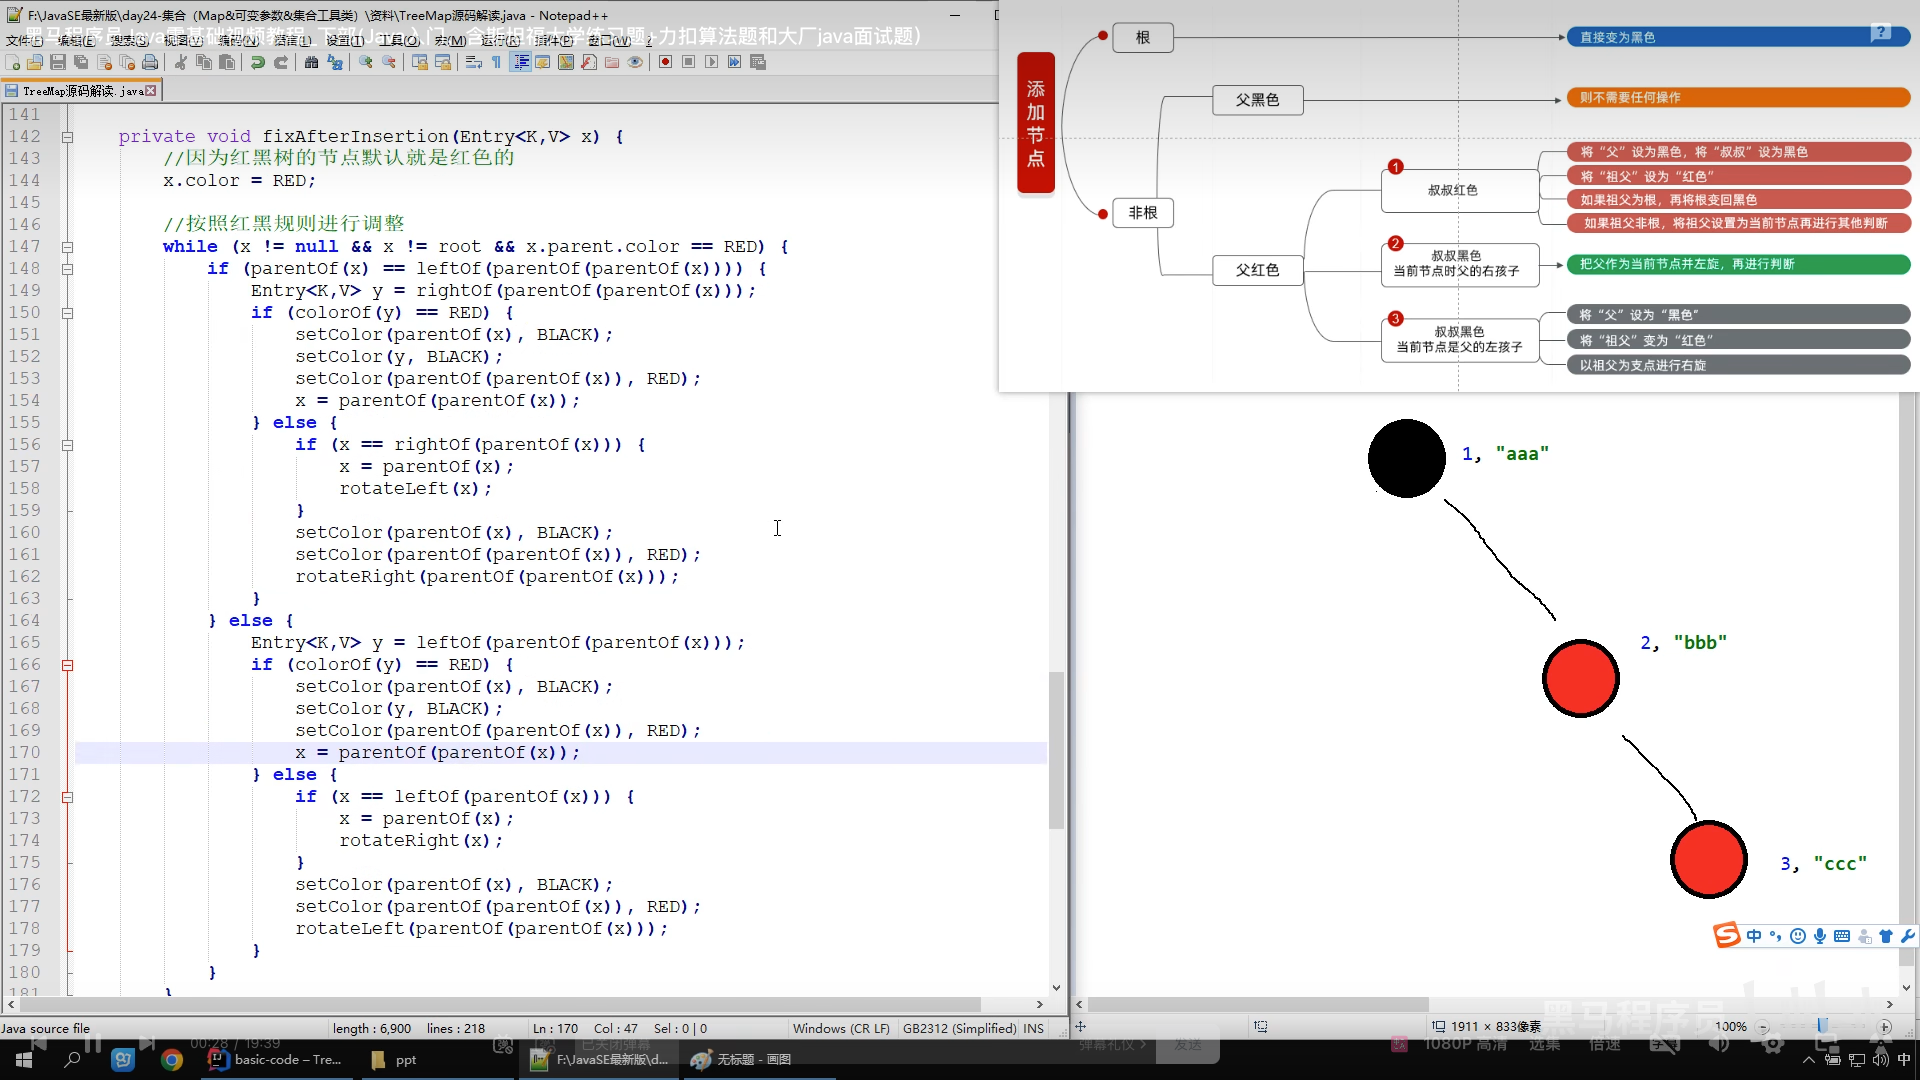 F:\JavaSE最新版\day24-集合（Map&可变参数&集合工具类）\资料\TreeMap源码解读.java - Notepad++
黑马程序员Java零基础视频教程_下部(Java入门，含斯坦福大学练习题+力扣算法题和大厂java面试题）
文件(F) 编辑(E) 搜索(S) 视图(V) 编码(N) 语言(L) 设置(T) 工具(O) 宏(M) 运行(R) 插件(P) 窗口(W) ?
TreeMap源码解读.java
141
142 private void fixAfterInsertion(Entry<K,V> x) {
143 //因为红黑树的节点默认就是红色的
144 x.color = RED;
145
146 //按照红黑规则进行调整
147 while (x != null && x != root && x.parent.color == RED) {
148 if (parentOf(x) == leftOf(parentOf(parentOf(x)))) {
149 Entry<K,V> y = rightOf(parentOf(parentOf(x)));
150 if (colorOf(y) == RED) {
151 setColor(parentOf(x), BLACK);
152 setColor(y, BLACK);
153 setColor(parentOf(parentOf(x)), RED);
154 x = parentOf(parentOf(x));
155 } else {
156 if (x == rightOf(parentOf(x))) {
157 x = parentOf(x);
158 rotateLeft(x);
159 }
160 setColor(parentOf(x), BLACK);
161 setColor(parentOf(parentOf(x)), RED);
162 rotateRight(parentOf(parentOf(x)));
163 }
164 } else {
165 Entry<K,V> y = leftOf(parentOf(parentOf(x)));
166 if (colorOf(y) == RED) {
167 setColor(parentOf(x), BLACK);
168 setColor(y, BLACK);
169 setColor(parentOf(parentOf(x)), RED);
170 x = parentOf(parentOf(x));
171 } else {
172 if (x == leftOf(parentOf(x))) {
173 x = parentOf(x);
174 rotateRight(x);
175 }
176 setColor(parentOf(x), BLACK);
177 setColor(parentOf(parentOf(x)), RED);
178 rotateLeft(parentOf(parentOf(x)));
179 }
180 }
181 }
添加节点
根
直接变为黑色
父黑色
则不需要任何操作
非根
父红色
1
叔叔红色
将“父”设为黑色，将“叔叔”设为黑色
将“祖父”设为“红色”
如果祖父为根，再将根变回黑色
如果祖父非根，将祖父设置为当前节点再进行其他判断
2
叔叔黑色
当前节点时父的右孩子
把父作为当前节点并左旋，再进行判断
3
叔叔黑色
当前节点是父的左孩子
将“父”设为“黑色”
将“祖父”变为“红色”
以祖父为支点进行右旋
1, "aaa"
2, "bbb"
3, "ccc"
中
Java source file
length : 6,900 lines : 218
Ln : 170 Col : 47 Sel : 0 | 0
Windows (CR LF)
GB2312 (Simplified)
INS
1911 × 833像素
100%
黑马程序员
00:28 / 19:39
已关闭弹幕
弹幕礼仪 >
发送
1080P 高清
选集
倍速
basic-code – Tre...
ppt
F:\JavaSE最新版\d...
无标题 - 画图
中